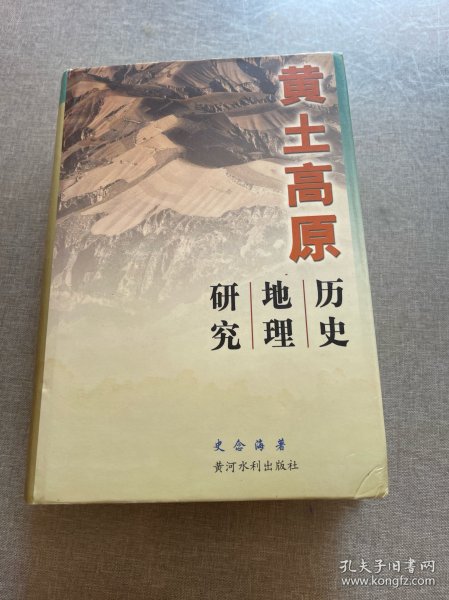 黄土高原
历史
地理
研究
史念海著
黄河水利出版社
孔夫子旧书网
www.kongfz.com